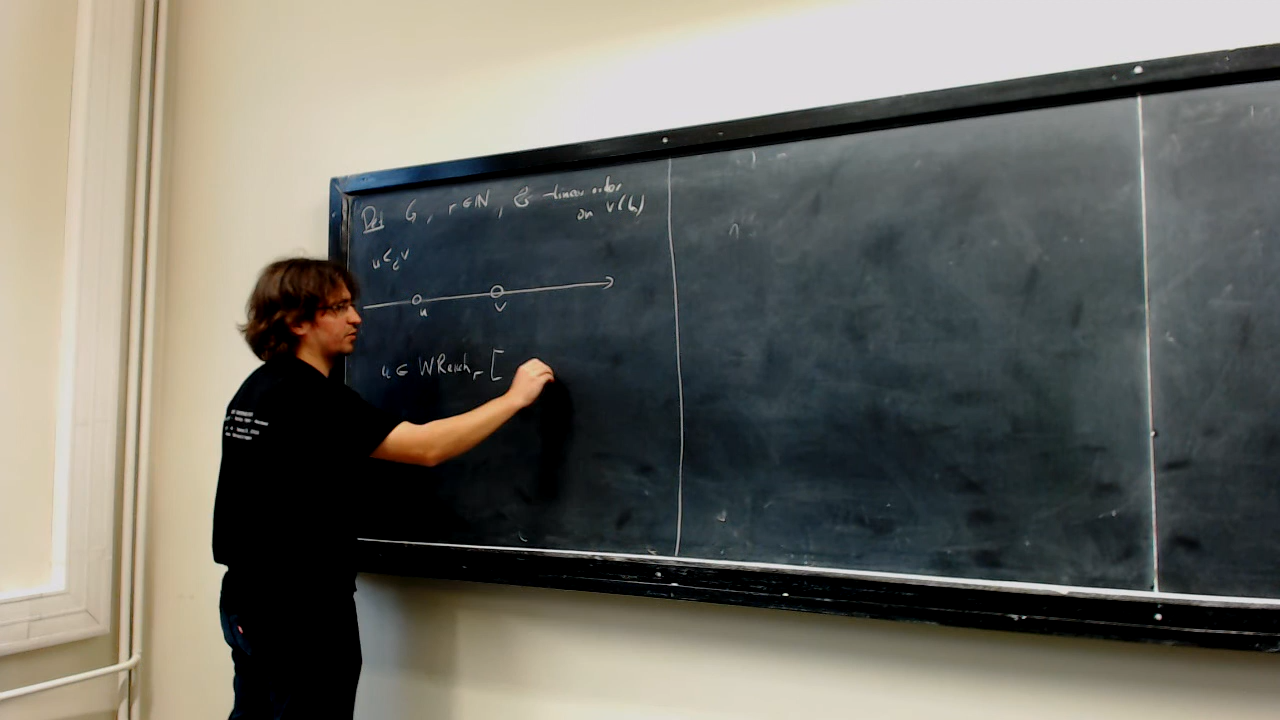 Def G, r∈ℕ, σ - linear order
on V(G)
u <σ v
u v
u ∈ WReach_r [